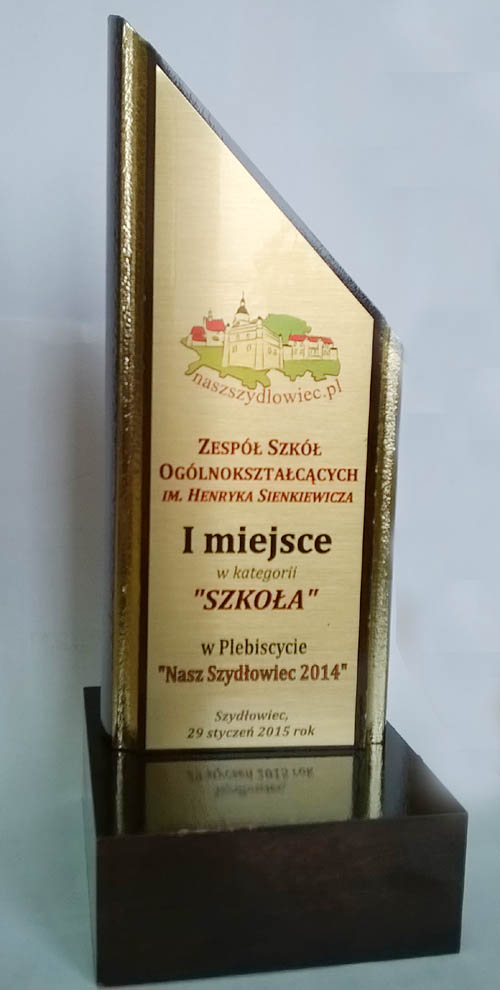 naszszydlowiec.pl
ZESPÓŁ SZKÓŁ
OGÓLNOKSZTAŁCĄCYCH
IM. HENRYKA SIENKIEWICZA
I miejsce
w kategorii
"SZKOŁA"
w Plebiscycie
"Nasz Szydłowiec 2014"
Szydłowiec,
29 styczeń 2015 rok